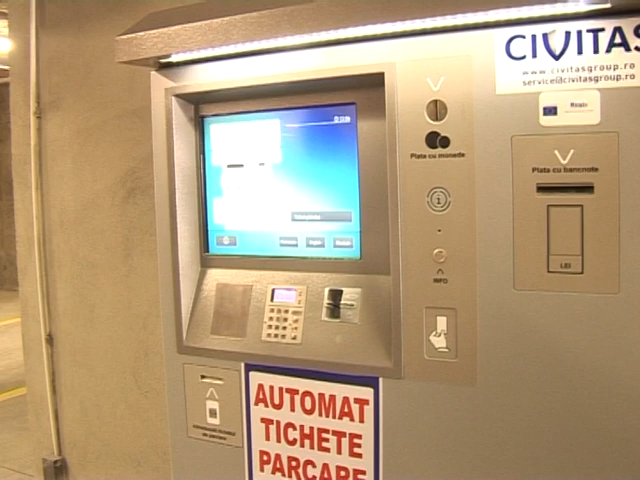 CIVITAS
www.civitasgroup.ro
service@civitasgroup.ro
Plata cu monede
Plata cu bancnote
LEI
INFO
AUTOMAT
TICHETE
PARCARE